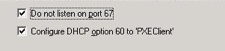 Do not listen on port 67
Configure DHCP option 60 to 'PXEClient'